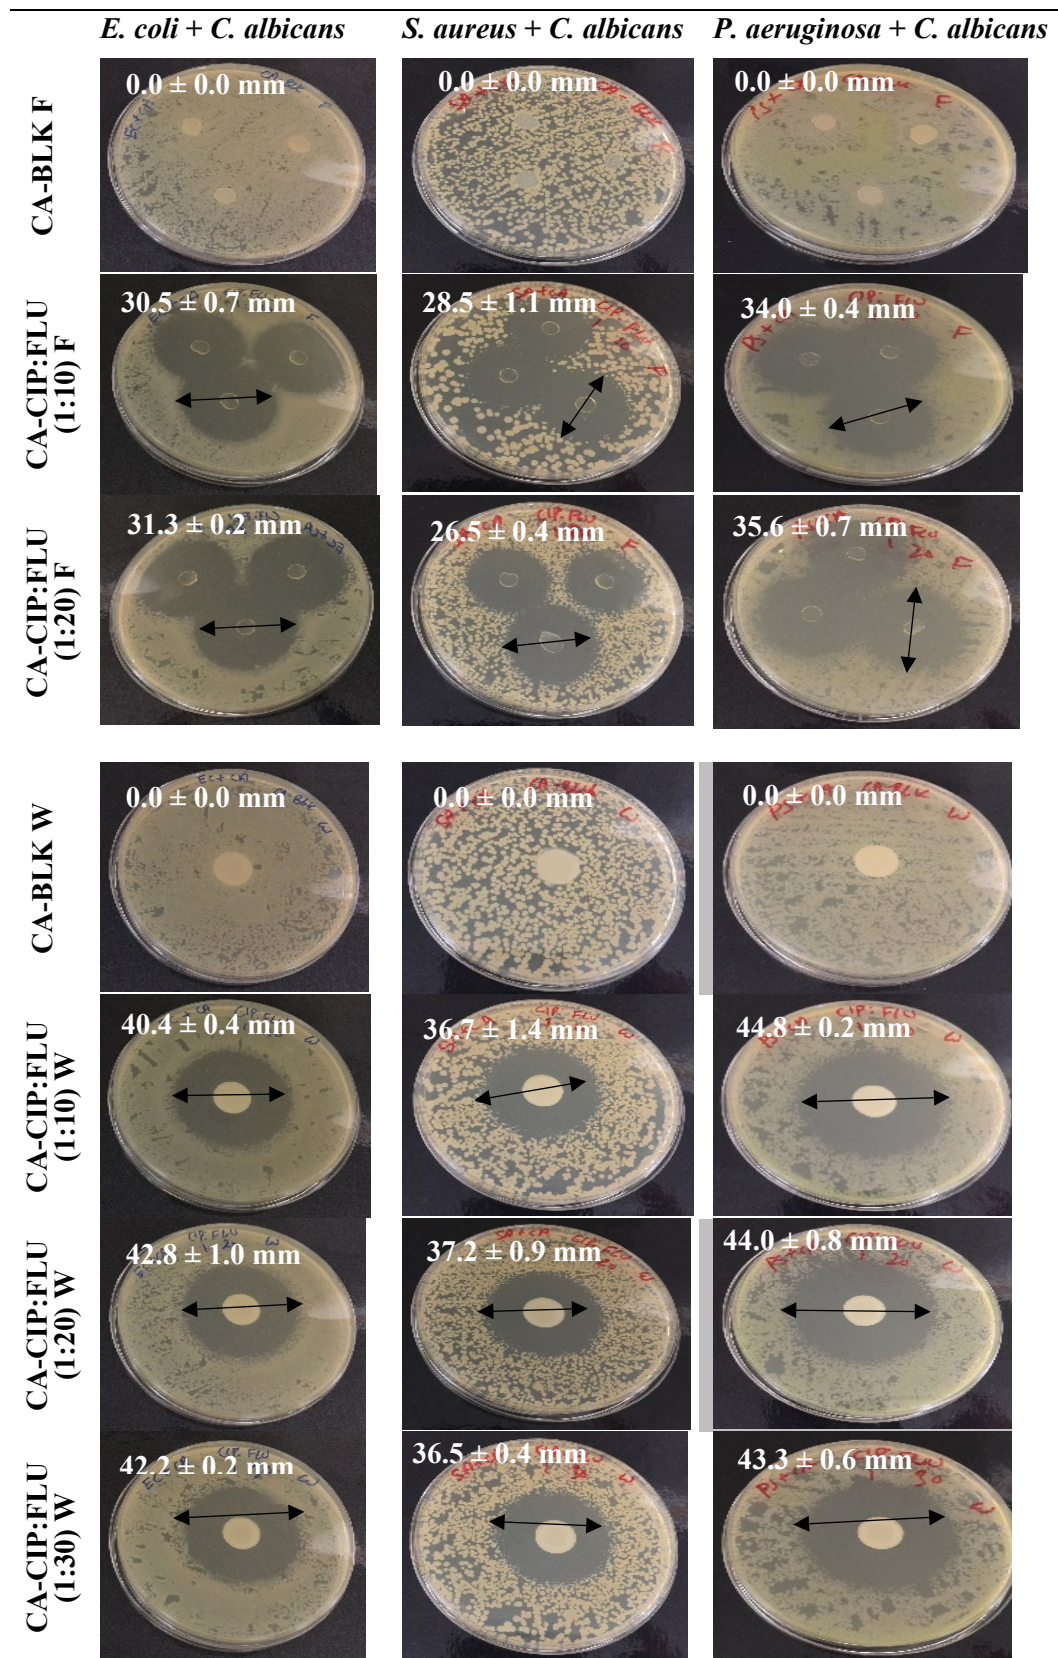 E. coli + C. albicans S. aureus + C. albicans P. aeruginosa + C. albicans
CA-BLK F
0.0 ± 0.0 mm 0.0 ± 0.0 mm 0.0 ± 0.0 mm
CA-CIP:FLU
(1:10) F
30.5 ± 0.7 mm 28.5 ± 1.1 mm 34.0 ± 0.4 mm
CA-CIP:FLU
(1:20) F
31.3 ± 0.2 mm 26.5 ± 0.4 mm 35.6 ± 0.7 mm
CA-BLK W
0.0 ± 0.0 mm 0.0 ± 0.0 mm 0.0 ± 0.0 mm
CA-CIP:FLU
(1:10) W
40.4 ± 0.4 mm 36.7 ± 1.4 mm 44.8 ± 0.2 mm
CA-CIP:FLU
(1:20) W
42.8 ± 1.0 mm 37.2 ± 0.9 mm 44.0 ± 0.8 mm
CA-CIP:FLU
(1:30) W
42.2 ± 0.2 mm 36.5 ± 0.4 mm 43.3 ± 0.6 mm